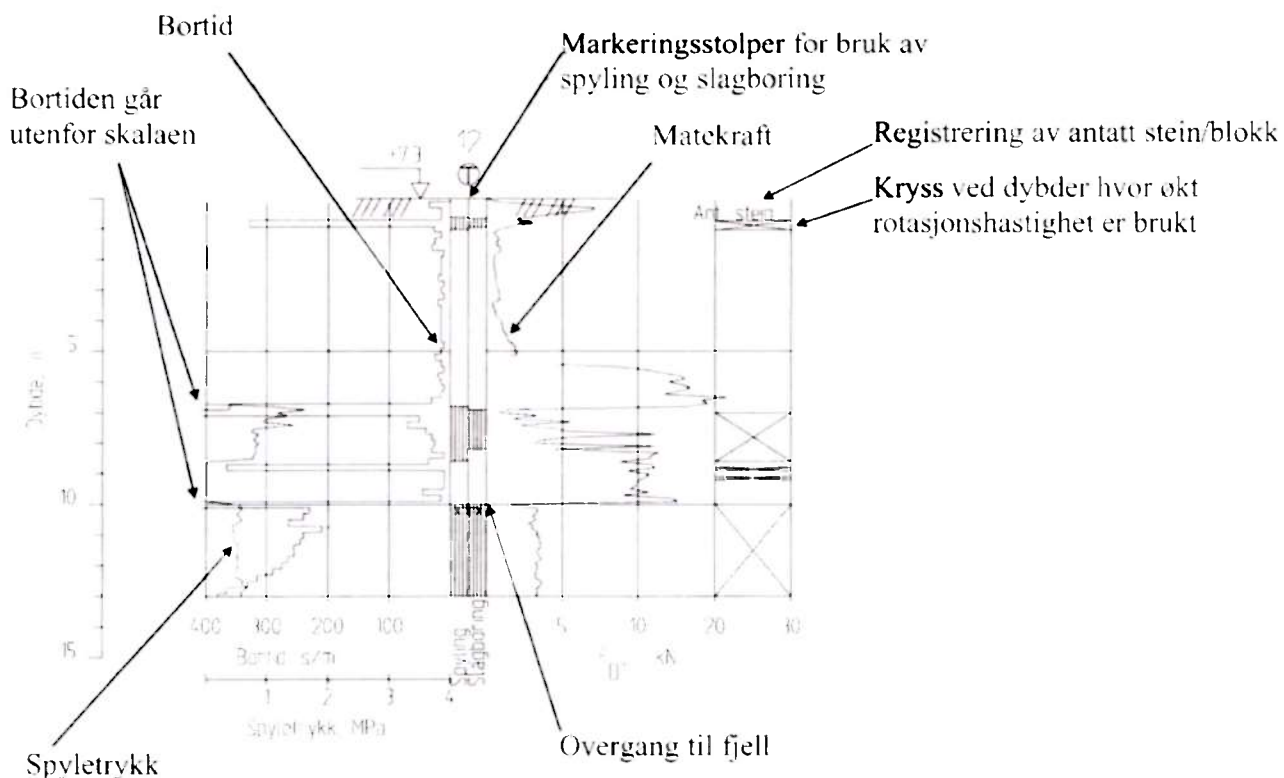 Bortid
Markeringsstolper for bruk av
spyling og slagboring
Bortiden går
utenfor skalaen
Matekraft
Registrering av antatt stein/blokk
Kryss ved dybder hvor økt
rotasjonshastighet er brukt
12
Ant. stein
5
10
15
400 300 200 100
5 10 20 30
Bortid s/m
kN
Spyling
Slagboring
1 2 3 4
Spyletrykk, MPa
Overgang til fjell
Spyletrykk